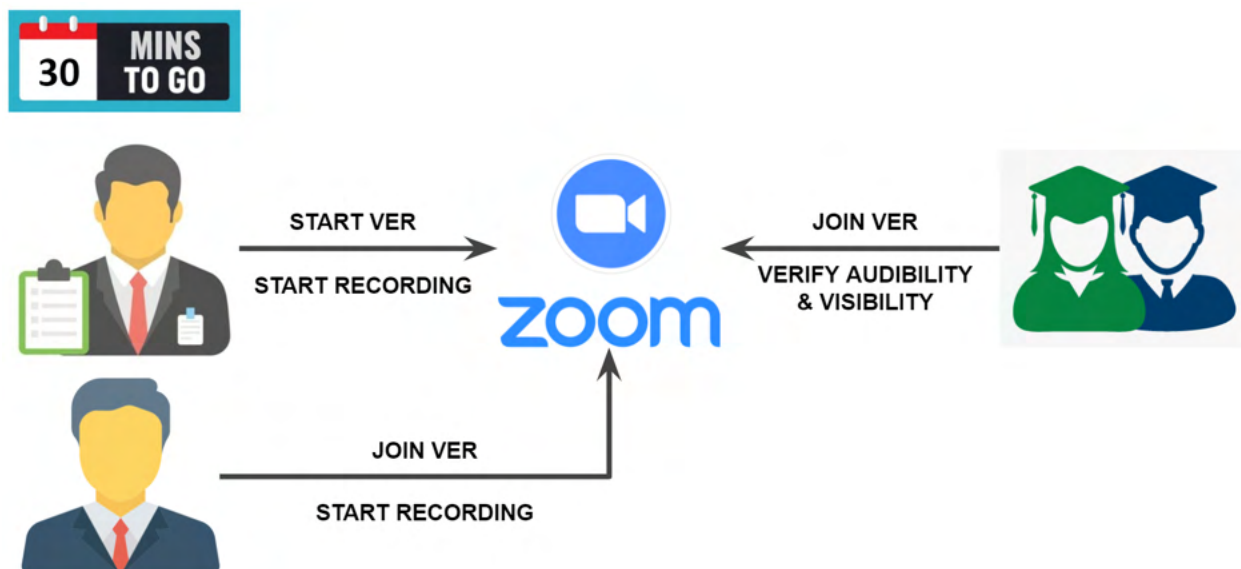 30
MINS
TO GO
START VER
START RECORDING
JOIN VER
VERIFY AUDIBILITY
& VISIBILITY
zoom
JOIN VER
START RECORDING